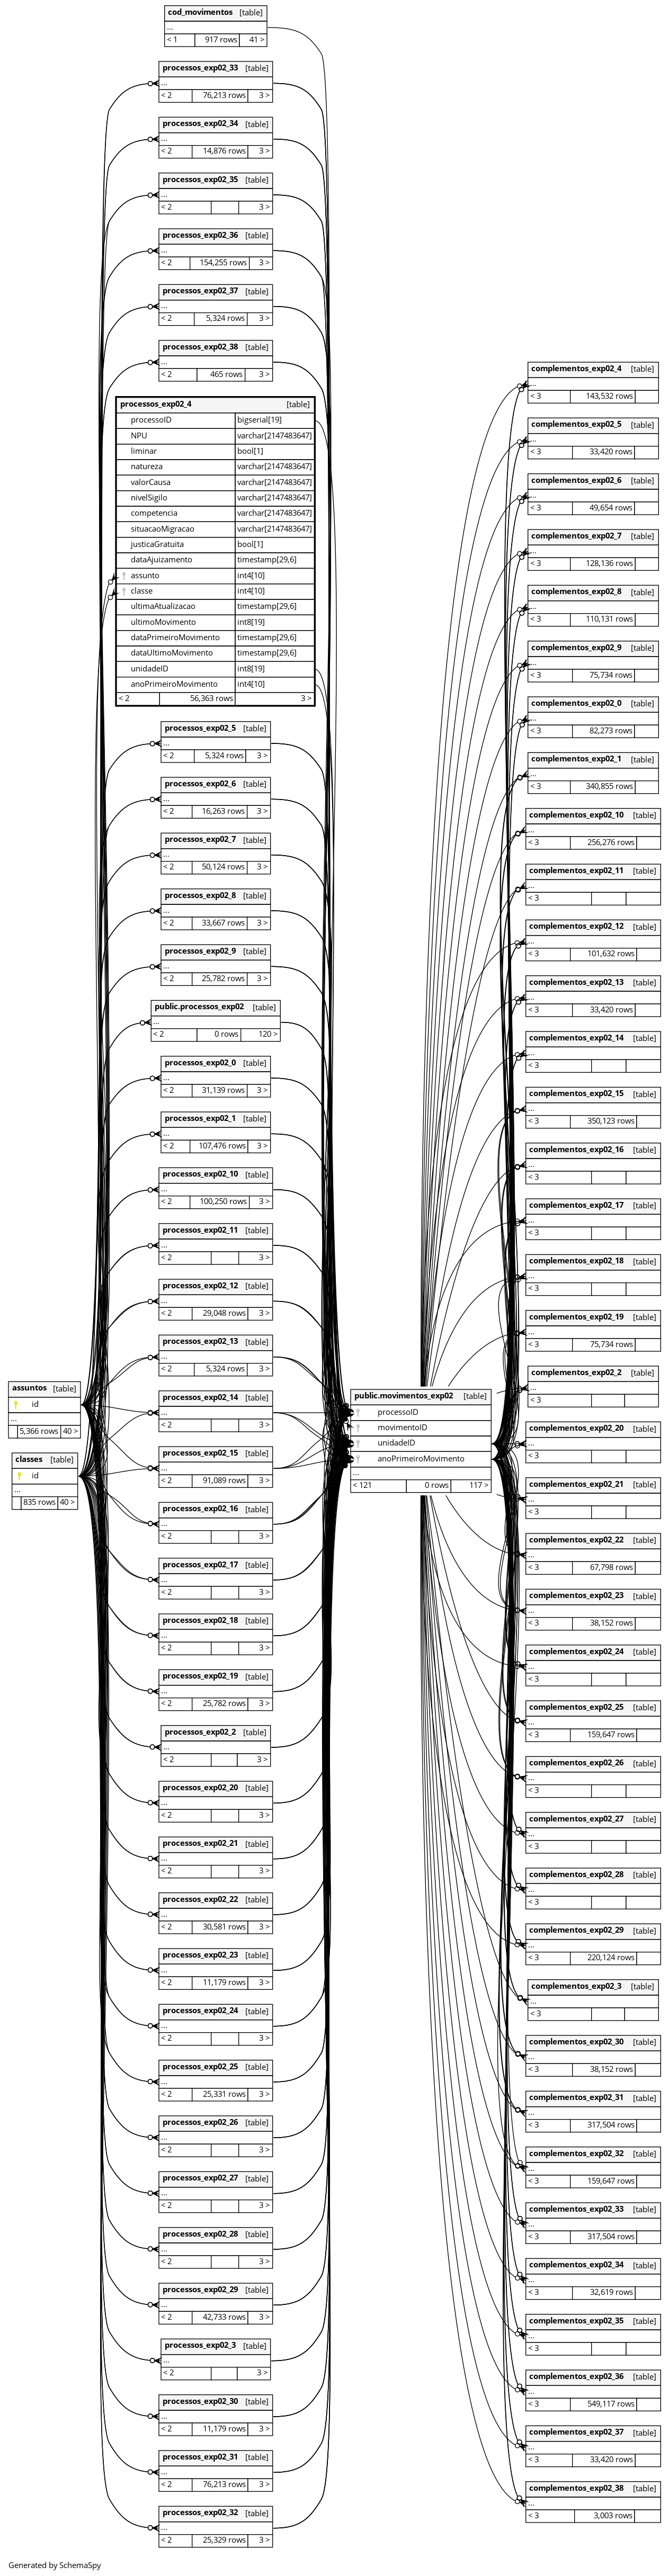 cod_movimentos [table]
...
< 1 917 rows 41 >
processos_exp02_33 [table]
...
< 2 76,213 rows 3 >
processos_exp02_34 [table]
...
< 2 14,876 rows 3 >
processos_exp02_35 [table]
...
< 2 3 >
processos_exp02_36 [table]
...
< 2 154,255 rows 3 >
processos_exp02_37 [table]
...
< 2 5,324 rows 3 >
processos_exp02_38 [table]
...
< 2 465 rows 3 >
processos_exp02_4 [table]
processoID bigserial[19]
NPU varchar[2147483647]
liminar bool[1]
natureza varchar[2147483647]
valorCausa varchar[2147483647]
nivelSigilo varchar[2147483647]
competencia varchar[2147483647]
situacaoMigracao varchar[2147483647]
justicaGratuita bool[1]
dataAjuizamento timestamp[29,6]
assunto int4[10]
classe int4[10]
ultimaAtualizacao timestamp[29,6]
ultimoMovimento int8[19]
dataPrimeiroMovimento timestamp[29,6]
dataUltimoMovimento timestamp[29,6]
unidadeID int8[19]
anoPrimeiroMovimento int4[10]
< 2 56,363 rows 3 >
processos_exp02_5 [table]
...
< 2 5,324 rows 3 >
processos_exp02_6 [table]
...
< 2 16,263 rows 3 >
processos_exp02_7 [table]
...
< 2 50,124 rows 3 >
processos_exp02_8 [table]
...
< 2 33,667 rows 3 >
processos_exp02_9 [table]
...
< 2 25,782 rows 3 >
public.processos_exp02 [table]
...
< 2 0 rows 120 >
processos_exp02_0 [table]
...
< 2 31,139 rows 3 >
processos_exp02_1 [table]
...
< 2 107,476 rows 3 >
processos_exp02_10 [table]
...
< 2 100,250 rows 3 >
processos_exp02_11 [table]
...
< 2 3 >
processos_exp02_12 [table]
...
< 2 29,048 rows 3 >
processos_exp02_13 [table]
...
< 2 5,324 rows 3 >
processos_exp02_14 [table]
...
< 2 3 >
processos_exp02_15 [table]
...
< 2 91,089 rows 3 >
processos_exp02_16 [table]
...
< 2 3 >
processos_exp02_17 [table]
...
< 2 3 >
processos_exp02_18 [table]
...
< 2 3 >
processos_exp02_19 [table]
...
< 2 25,782 rows 3 >
processos_exp02_2 [table]
...
< 2 3 >
processos_exp02_20 [table]
...
< 2 3 >
processos_exp02_21 [table]
...
< 2 3 >
processos_exp02_22 [table]
...
< 2 30,581 rows 3 >
processos_exp02_23 [table]
...
< 2 11,179 rows 3 >
processos_exp02_24 [table]
...
< 2 3 >
processos_exp02_25 [table]
...
< 2 25,331 rows 3 >
processos_exp02_26 [table]
...
< 2 3 >
processos_exp02_27 [table]
...
< 2 3 >
processos_exp02_28 [table]
...
< 2 3 >
processos_exp02_29 [table]
...
< 2 42,733 rows 3 >
processos_exp02_3 [table]
...
< 2 3 >
processos_exp02_30 [table]
...
< 2 11,179 rows 3 >
processos_exp02_31 [table]
...
< 2 76,213 rows 3 >
processos_exp02_32 [table]
...
< 2 25,329 rows 3 >
assuntos [table]
id
...
5,366 rows 40 >
classes [table]
id
...
835 rows 40 >
public.movimentos_exp02 [table]
processoID
movimentoID
unidadeID
anoPrimeiroMovimento
...
< 121 0 rows 117 >
complementos_exp02_4 [table]
...
< 3 143,532 rows
complementos_exp02_5 [table]
...
< 3 33,420 rows
complementos_exp02_6 [table]
...
< 3 49,654 rows
complementos_exp02_7 [table]
...
< 3 128,136 rows
complementos_exp02_8 [table]
...
< 3 110,131 rows
complementos_exp02_9 [table]
...
< 3 75,734 rows
complementos_exp02_0 [table]
...
< 3 82,273 rows
complementos_exp02_1 [table]
...
< 3 340,855 rows
complementos_exp02_10 [table]
...
< 3 256,276 rows
complementos_exp02_11 [table]
...
< 3
complementos_exp02_12 [table]
...
< 3 101,632 rows
complementos_exp02_13 [table]
...
< 3 33,420 rows
complementos_exp02_14 [table]
...
< 3
complementos_exp02_15 [table]
...
< 3 350,123 rows
complementos_exp02_16 [table]
...
< 3
complementos_exp02_17 [table]
...
< 3
complementos_exp02_18 [table]
...
< 3
complementos_exp02_19 [table]
...
< 3 75,734 rows
complementos_exp02_2 [table]
...
< 3
complementos_exp02_20 [table]
...
< 3
complementos_exp02_21 [table]
...
< 3
complementos_exp02_22 [table]
...
< 3 67,798 rows
complementos_exp02_23 [table]
...
< 3 38,152 rows
complementos_exp02_24 [table]
...
< 3
complementos_exp02_25 [table]
...
< 3 159,647 rows
complementos_exp02_26 [table]
...
< 3
complementos_exp02_27 [table]
...
< 3
complementos_exp02_28 [table]
...
< 3
complementos_exp02_29 [table]
...
< 3 220,124 rows
complementos_exp02_3 [table]
...
< 3
complementos_exp02_30 [table]
...
< 3 38,152 rows
complementos_exp02_31 [table]
...
< 3 317,504 rows
complementos_exp02_32 [table]
...
< 3 159,647 rows
complementos_exp02_33 [table]
...
< 3 317,504 rows
complementos_exp02_34 [table]
...
< 3 32,619 rows
complementos_exp02_35 [table]
...
< 3
complementos_exp02_36 [table]
...
< 3 549,117 rows
complementos_exp02_37 [table]
...
< 3 33,420 rows
complementos_exp02_38 [table]
...
< 3 3,003 rows
Generated by SchemaSpy